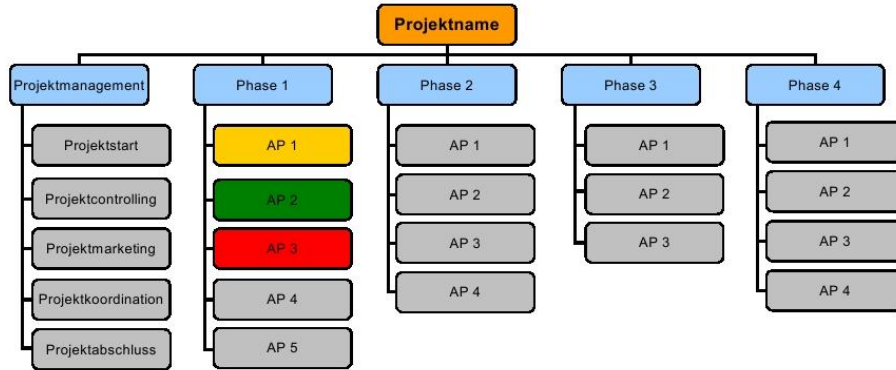 Projektname
Projektmanagement
Projektstart
Projektcontrolling
Projektmarketing
Projektkoordination
Projektabschluss
Phase 1
AP 1
AP 2
AP 3
AP 4
AP 5
Phase 2
AP 1
AP 2
AP 3
AP 4
Phase 3
AP 1
AP 2
AP 3
Phase 4
AP 1
AP 2
AP 3
AP 4